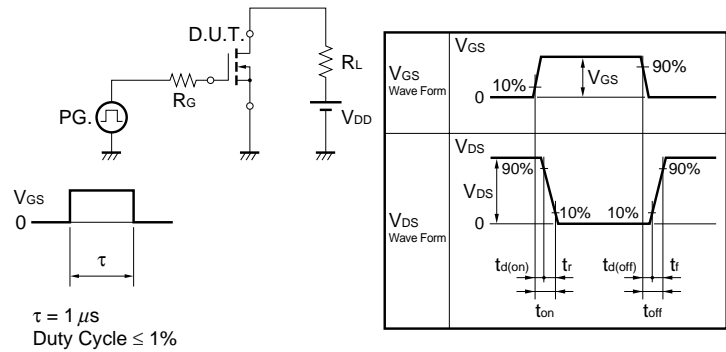 D.U.T.
RL
RG
PG.
VDD
VGS
0
τ
τ = 1 μs
Duty Cycle ≤ 1%
VGS
Wave Form
VGS
10%
0
VGS
90%
VDS
Wave Form
VDS
90%
VDS
0
10%
10%
90%
td(on)
tr
td(off)
tf
ton
toff